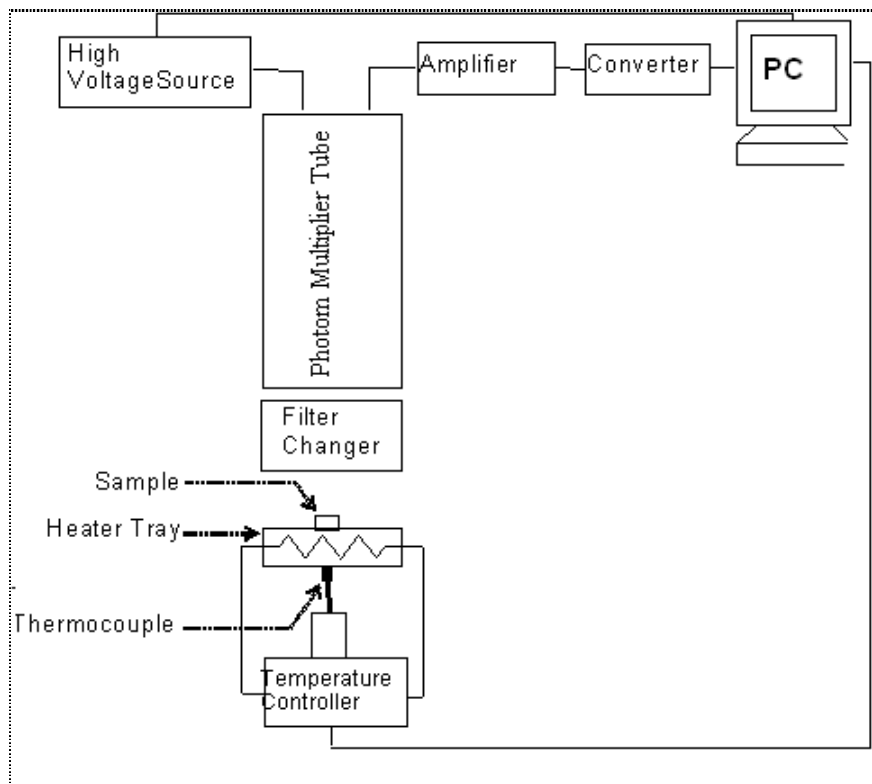 High
VoltageSource
Amplifier
Converter
PC
Photom Multiplier Tube
Filter
Changer
Sample
Heater Tray
Thermocouple
Temperature
Controller